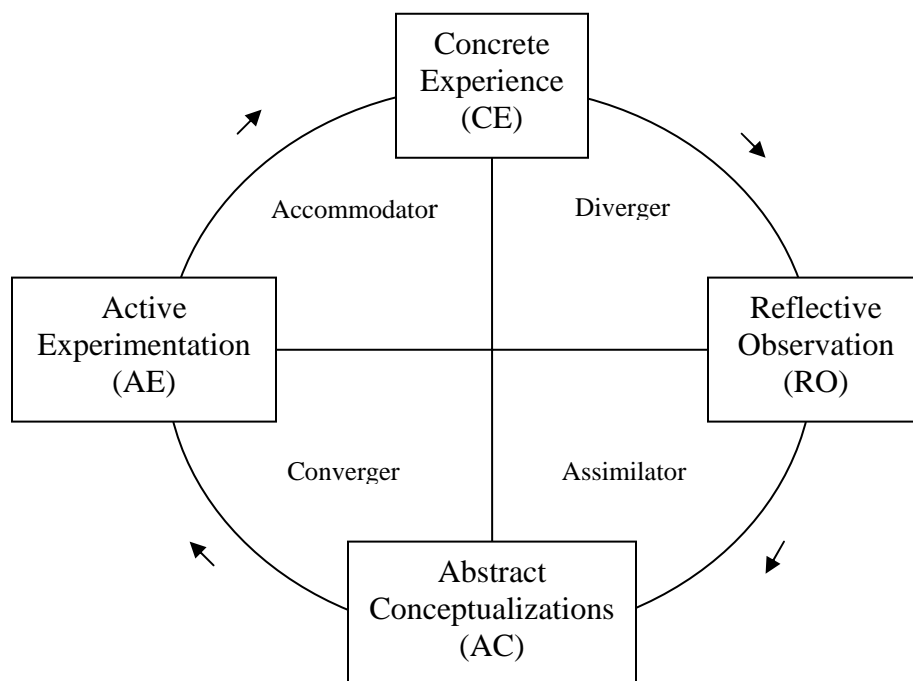 Concrete
Experience
(CE)
Accommodator
Diverger
Active
Experimentation
(AE)
Reflective
Observation
(RO)
Converger
Assimilator
Abstract
Conceptualizations
(AC)